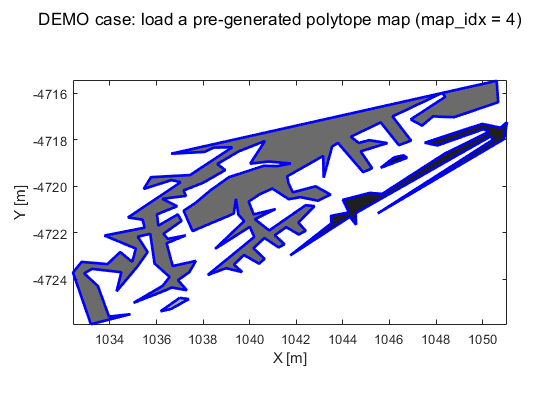 DEMO case: load a pre-generated polytope map (map_idx = 4)
-4716
-4718
-4720
-4722
-4724
Y [m]
1034 1036 1038 1040 1042 1044 1046 1048 1050
X [m]